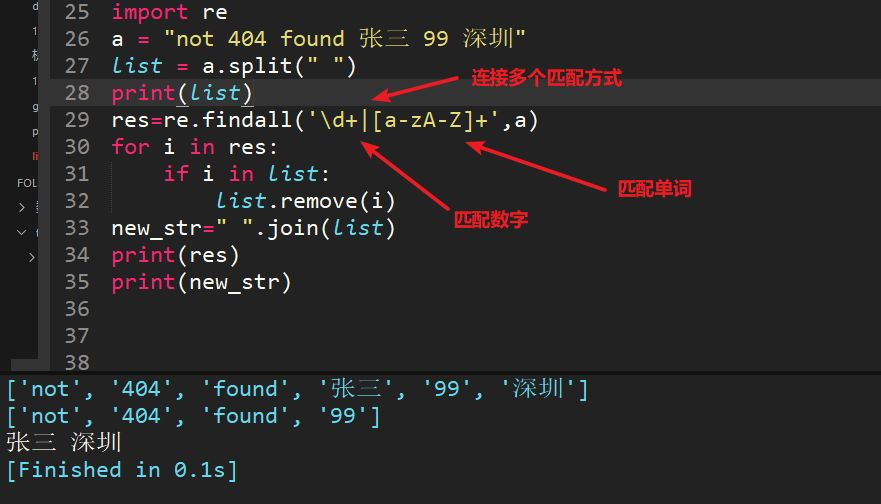 25 import re
26 a = "not 404 found 张三 99 深圳"
27 list = a.split(" ")
连接多个匹配方式
28 print(list)
29 res=re.findall('\d+|[a-zA-Z]+',a)
30 for i in res:
31 if i in list:
匹配单词
32 list.remove(i)
匹配数字
33 new_str=" ".join(list)
34 print(res)
35 print(new_str)
36
37
38
FOL
['not', '404', 'found', '张三', '99', '深圳']
['not', '404', 'found', '99']
张三 深圳
[Finished in 0.1s]